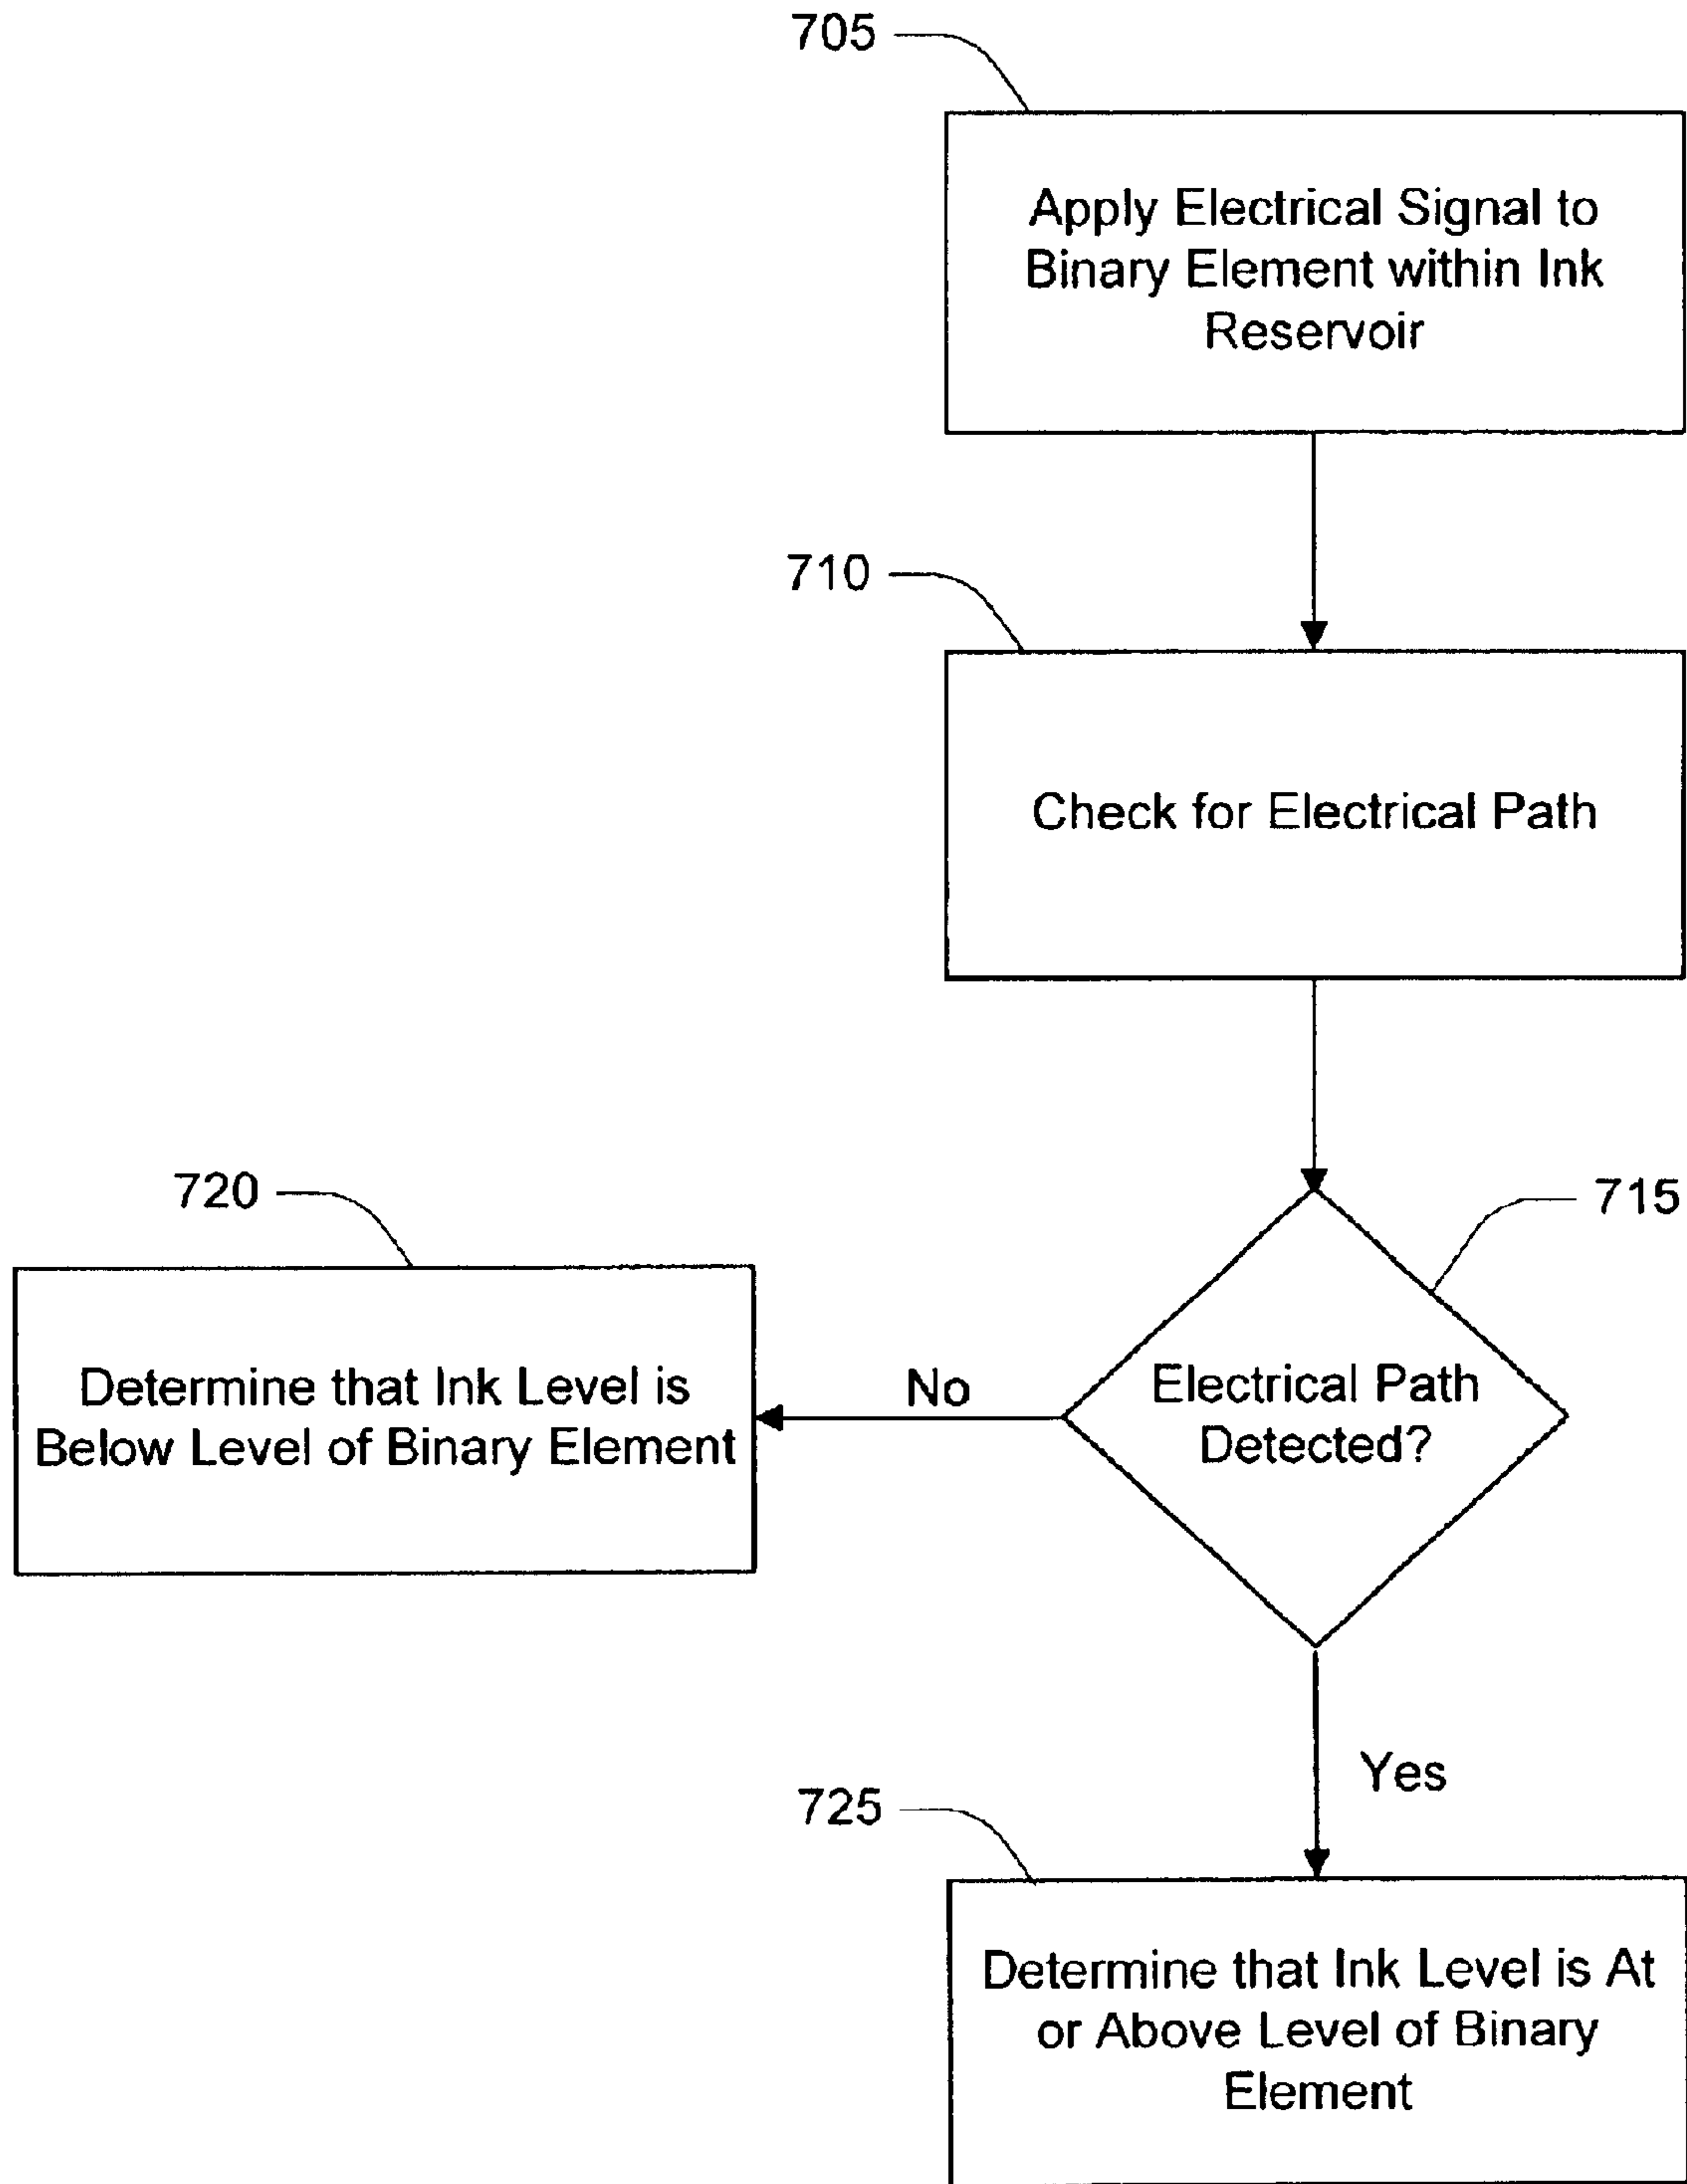 705
Apply Electrical Signal to
Binary Element within Ink
Reservoir
710
Check for Electrical Path
720
715
Determine that Ink Level is
Below Level of Binary Element
No
Electrical Path
Detected?
Yes
725
Determine that Ink Level is At
or Above Level of Binary
Element